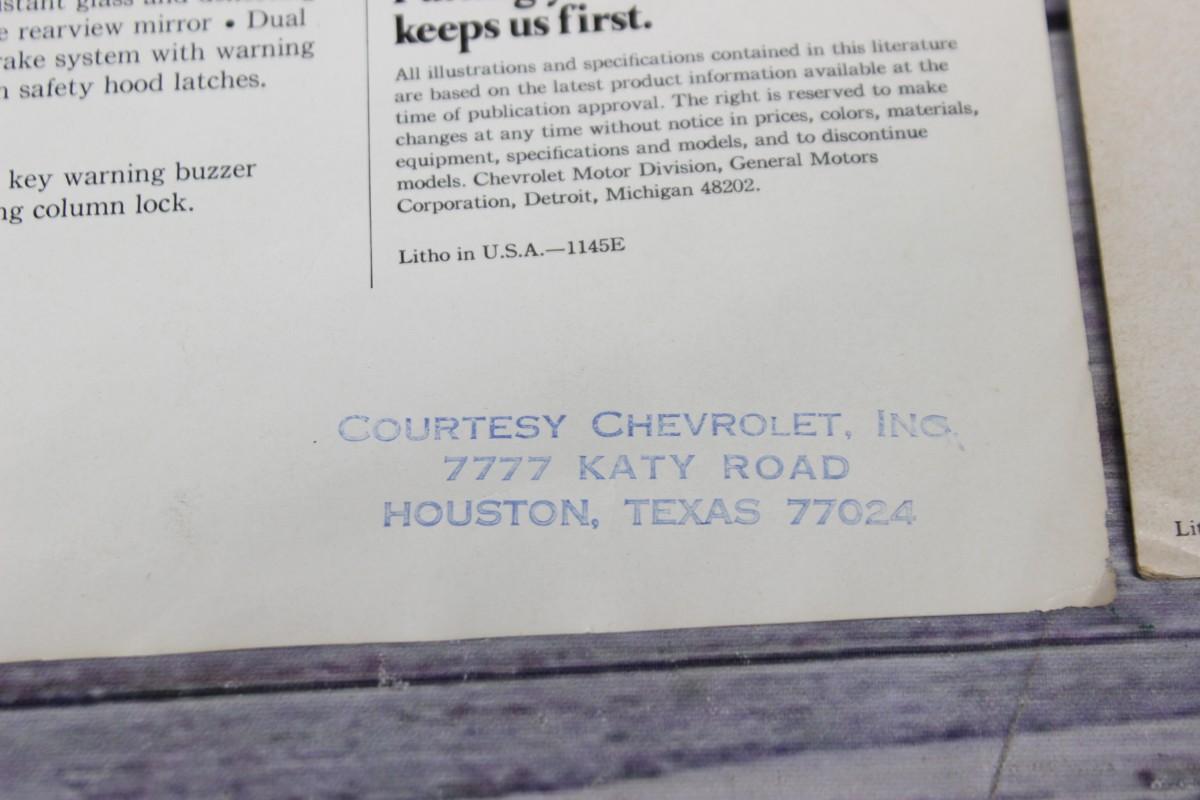 rearview mirror • Dual
system with warning
safety hood latches.
key warning buzzer
column lock.
keeps us first.
All illustrations and specifications contained in this literature
are based on the latest product information available at the
time of publication approval. The right is reserved to make
changes at any time without notice in prices, colors, materials,
equipment, specifications and models, and to discontinue
models. Chevrolet Motor Division, General Motors
Corporation, Detroit, Michigan 48202.
Litho in U.S.A.—1145E
COURTESY CHEVROLET, INC.
7777 KATY ROAD
HOUSTON, TEXAS 77024